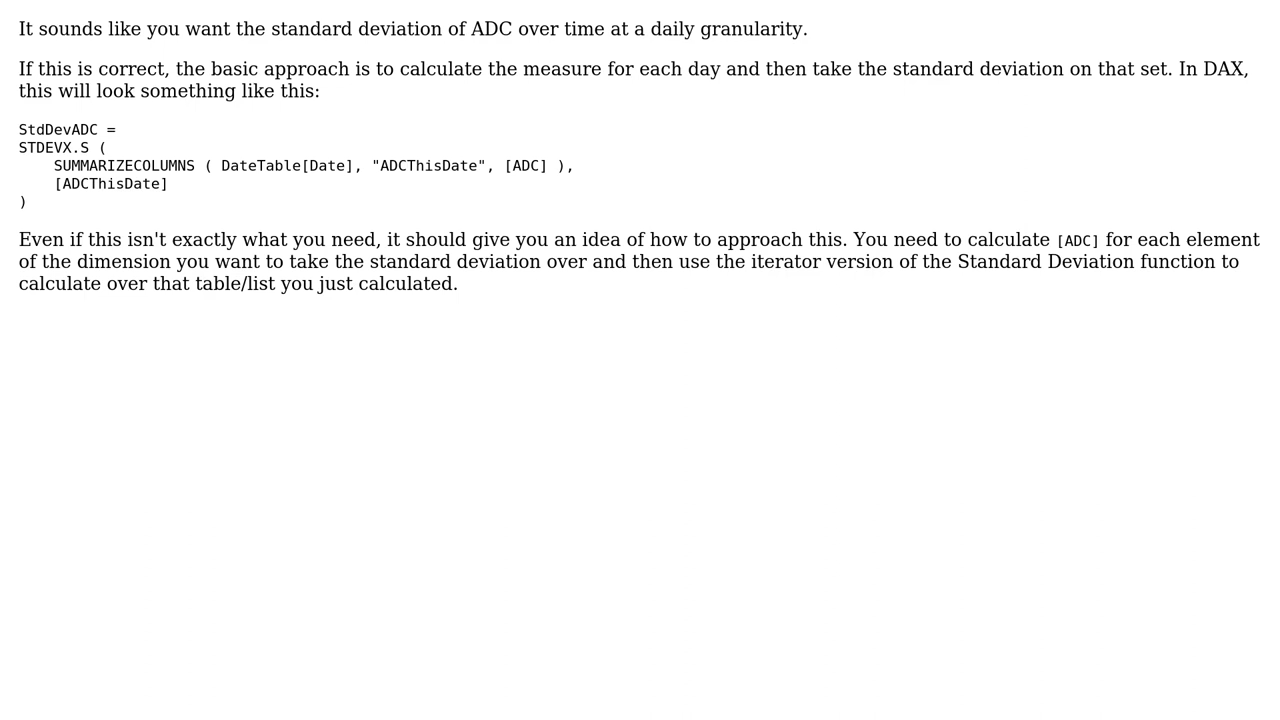 It sounds like you want the standard deviation of ADC over time at a daily granularity.
If this is correct, the basic approach is to calculate the measure for each day and then take the standard deviation on that set. In DAX,
this will look something like this:
StdDevADC =
STDEVX.S (
    SUMMARIZECOLUMNS ( DateTable[Date], "ADCThisDate", [ADC] ),
    [ADCThisDate]
)
Even if this isn't exactly what you need, it should give you an idea of how to approach this. You need to calculate [ADC] for each element
of the dimension you want to take the standard deviation over and then use the iterator version of the Standard Deviation function to
calculate over that table/list you just calculated.